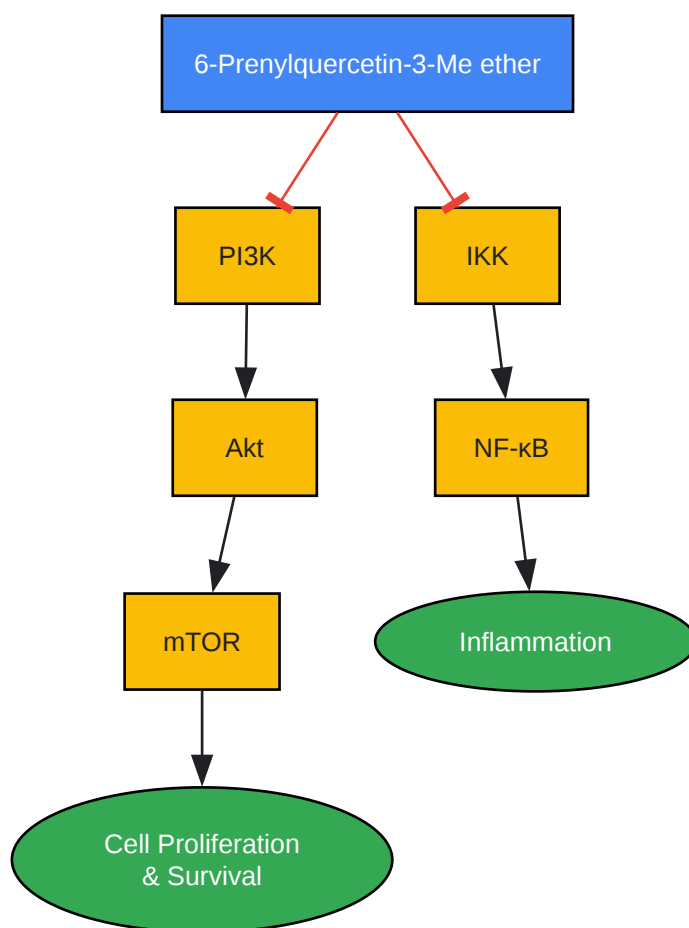 6-Prenylquercetin-3-Me ether
PI3K
IKK
Akt
NF-κB
mTOR
Inflammation
Cell Proliferation
& Survival